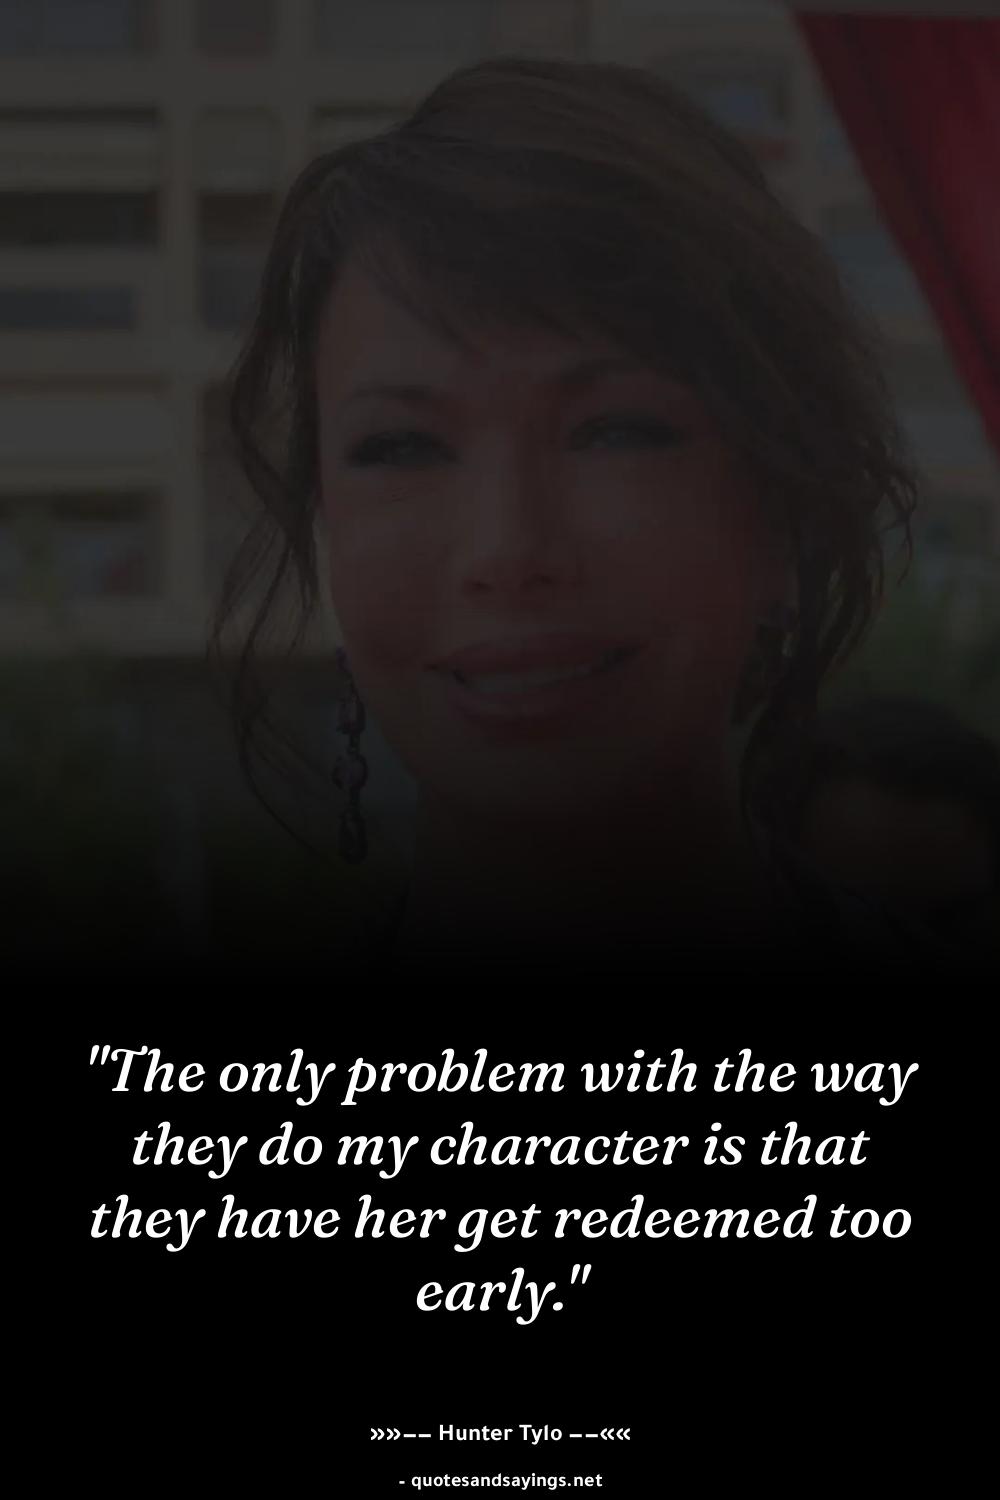 "The only problem with the way
they do my character is that
they have her get redeemed too
early."
»»−− Hunter Tylo −−««
- quotesandsayings.net